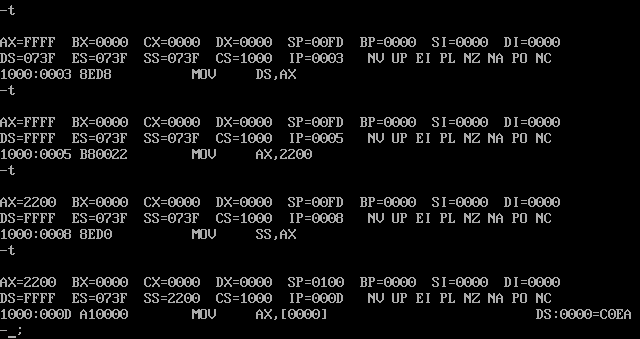 -t
AX=FFFF BX=0000 CX=0000 DX=0000 SP=00FD BP=0000 SI=0000 DI=0000
DS=073F ES=073F SS=073F CS=1000 IP=0003 NV UP EI PL NZ NA PO NC
1000:0003 8ED8 MOV DS,AX
-t
AX=FFFF BX=0000 CX=0000 DX=0000 SP=00FD BP=0000 SI=0000 DI=0000
DS=FFFF ES=073F SS=073F CS=1000 IP=0005 NV UP EI PL NZ NA PO NC
1000:0005 B80022 MOV AX,2200
-t
AX=2200 BX=0000 CX=0000 DX=0000 SP=00FD BP=0000 SI=0000 DI=0000
DS=FFFF ES=073F SS=073F CS=1000 IP=0008 NV UP EI PL NZ NA PO NC
1000:0008 8ED0 MOV SS,AX
-t
AX=2200 BX=0000 CX=0000 DX=0000 SP=0100 BP=0000 SI=0000 DI=0000
DS=FFFF ES=073F SS=2200 CS=1000 IP=000D NV UP EI PL NZ NA PO NC
1000:000D A10000 MOV AX,[0000] DS:0000=C0EA
-_;